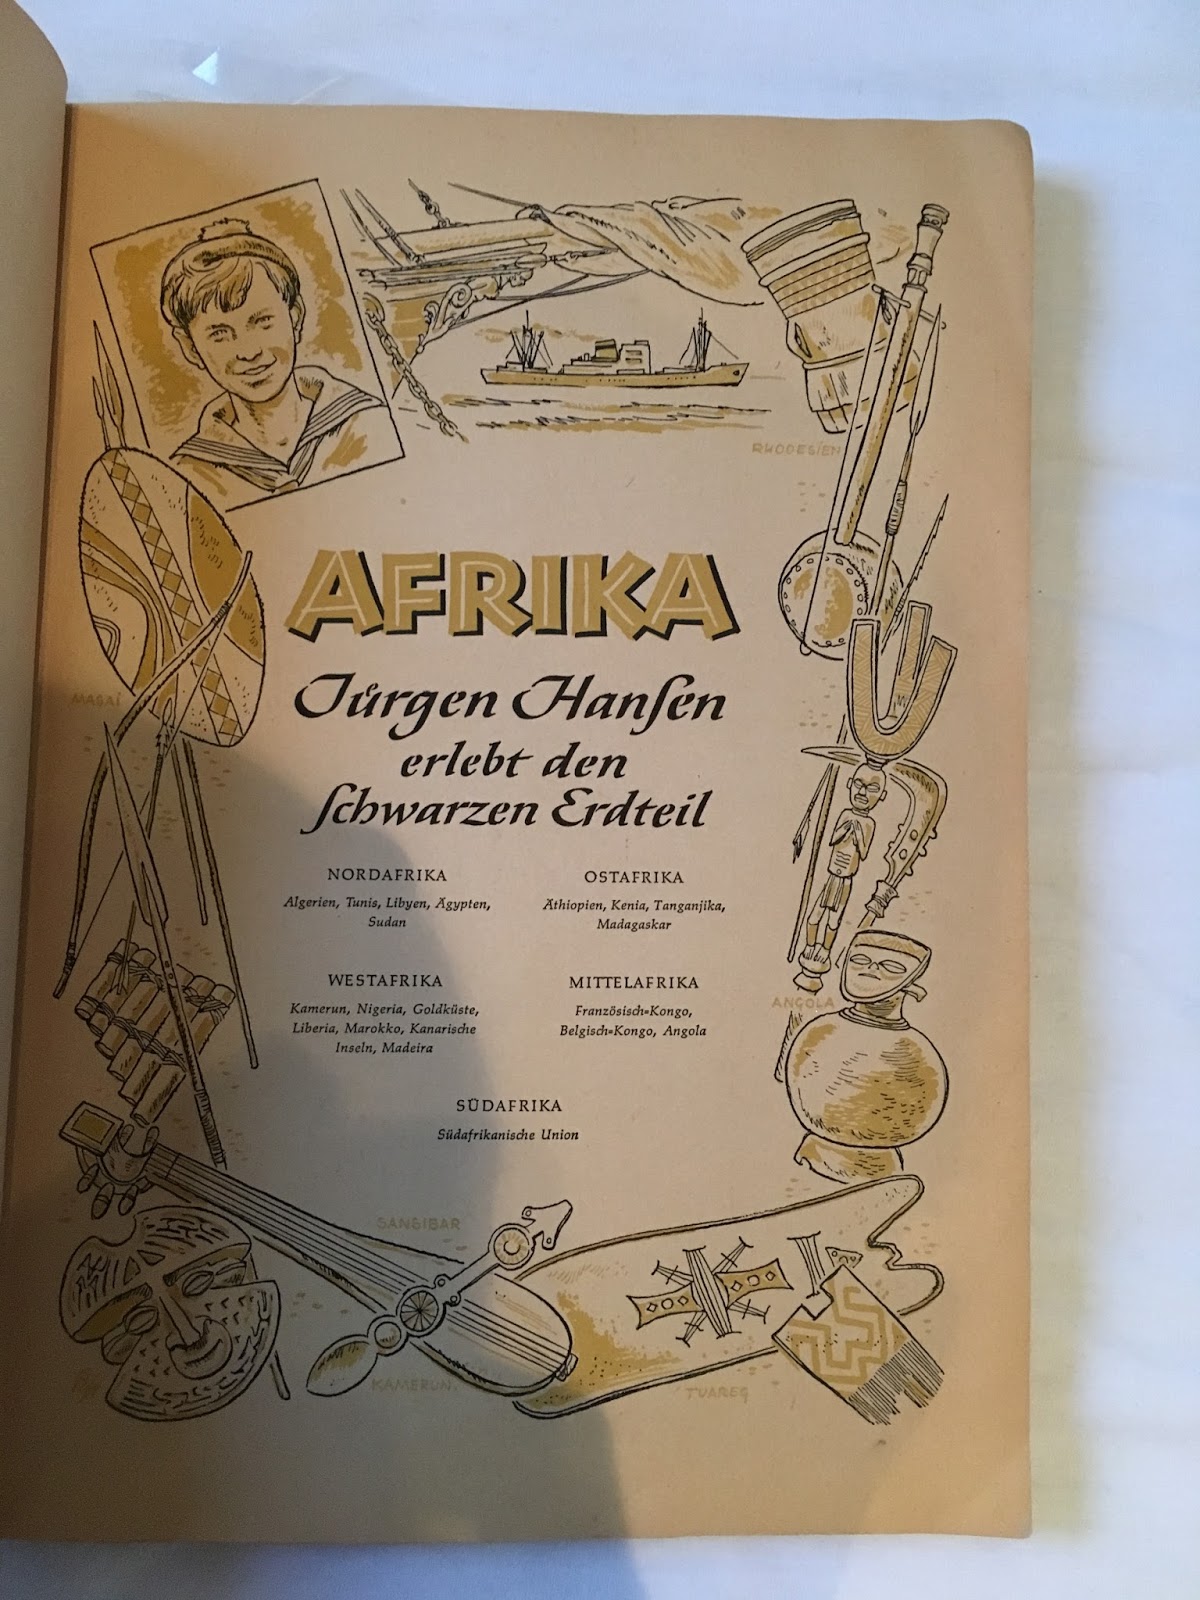 RHODESIEN
AFRIKA
Jürgen Hansen
erlebt den
schwarzen Erdteil
MASAI
NORDAFRIKA
Algerien, Tunis, Libyen, Ägypten,
Sudan
OSTAFRIKA
Äthiopien, Kenia, Tanganjika,
Madagaskar
WESTAFRIKA
Kamerun, Nigeria, Goldküste,
Liberia, Marokko, Kanarische
Inseln, Madeira
MITTELAFRIKA
Französisch-Kongo,
Belgisch-Kongo, Angola
ANGOLA
SÜDAFRIKA
Südafrikanische Union
SANSIBAR
KAMERUN.
TUAREG